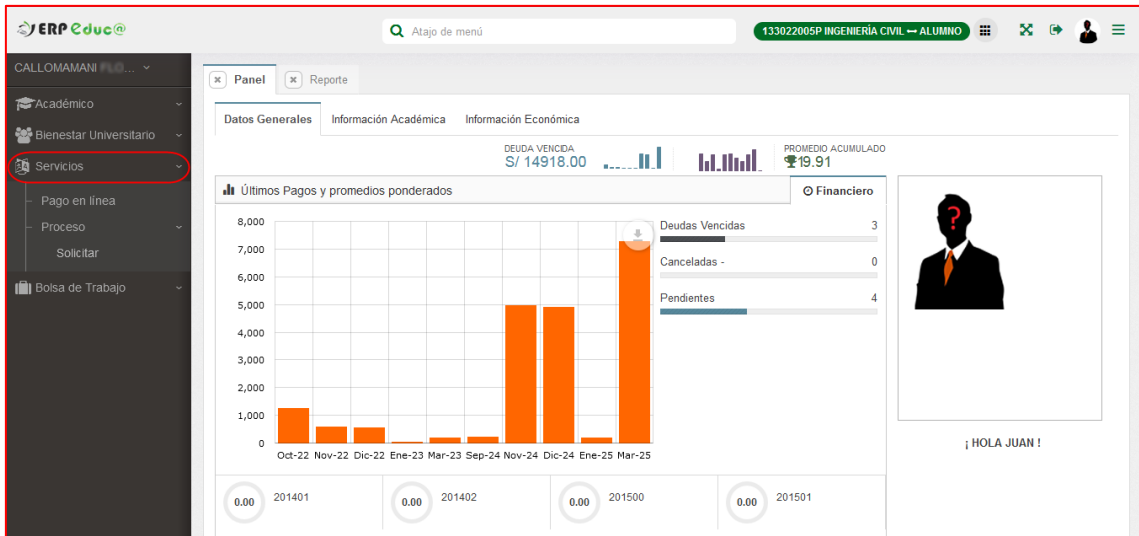 ERP Educ@
Atajo de menú
133022005P INGENIERÍA CIVIL ↔ ALUMNO
CALLOMAMANI ... 
Académico
Bienestar Universitario
Servicios
Pago en línea
Proceso
Solicitar
Bolsa de Trabajo
Panel
Reporte
Datos Generales
Información Académica
Información Económica
DEUDA VENCIDA
S/ 14918.00
PROMEDIO ACUMULADO
19.91
Últimos Pagos y promedios ponderados
Financiero
8,000
7,000
6,000
5,000
4,000
3,000
2,000
1,000
0
Oct-22 Nov-22 Dic-22 Ene-23 Mar-23 Sep-24 Nov-24 Dic-24 Ene-25 Mar-25
Deudas Vencidas 3
Canceladas - 0
Pendientes 4
?
¡ HOLA JUAN !
0.00 201401
0.00 201402
0.00 201500
0.00 201501